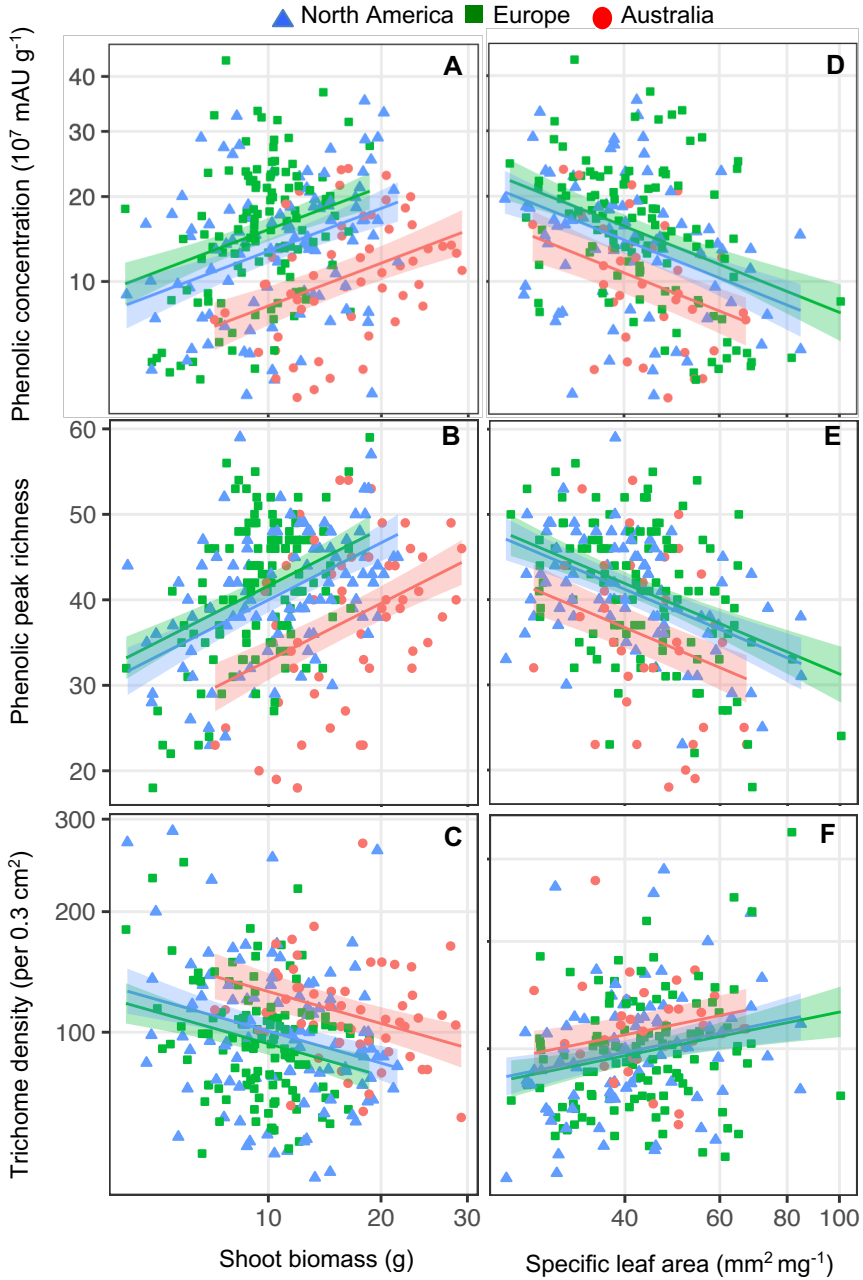 North America Europe Australia
A
D
Phenolic concentration (10⁷ mAU g⁻¹)
40
30
20
10
B
E
Phenolic peak richness
60
50
40
30
20
C
F
Trichome density (per 0.3 cm²)
300
200
100
10 20 30
40 60 80 100
Shoot biomass (g)
Specific leaf area (mm² mg⁻¹)